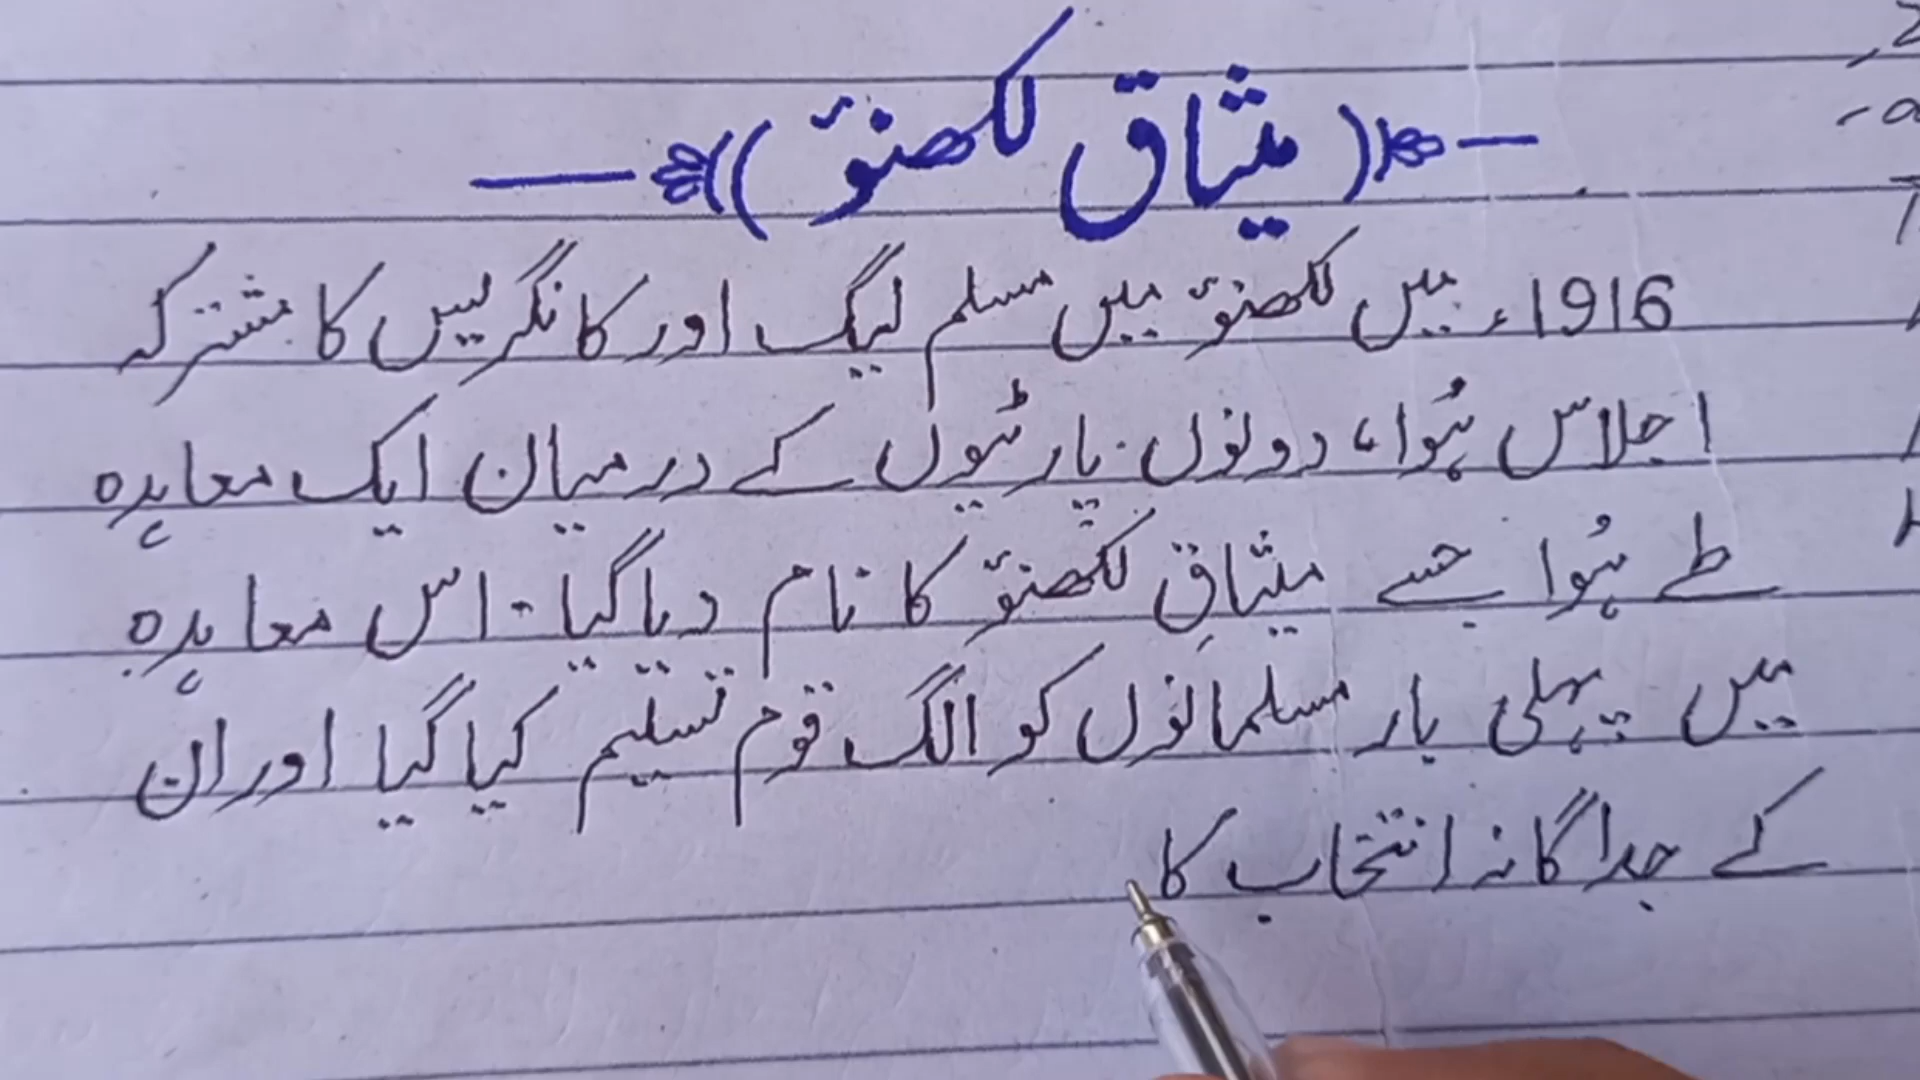 میثاق لکھنؤ
1916ء میں لکھنؤ میں مسلم لیگ اور کانگریس کا مشترکہ
اجلاس ہُوا، دونوں پارٹیوں کے درمیان ایک معاہدہ
طے ہُوا جسے میثاقِ لکھنؤ کا نام دیا گیا۔ اس معاہدہ
میں پہلی بار مسلمانوں کو الگ قوم تسلیم کیا گیا اور ان
کے جداگانہ انتخاب کا